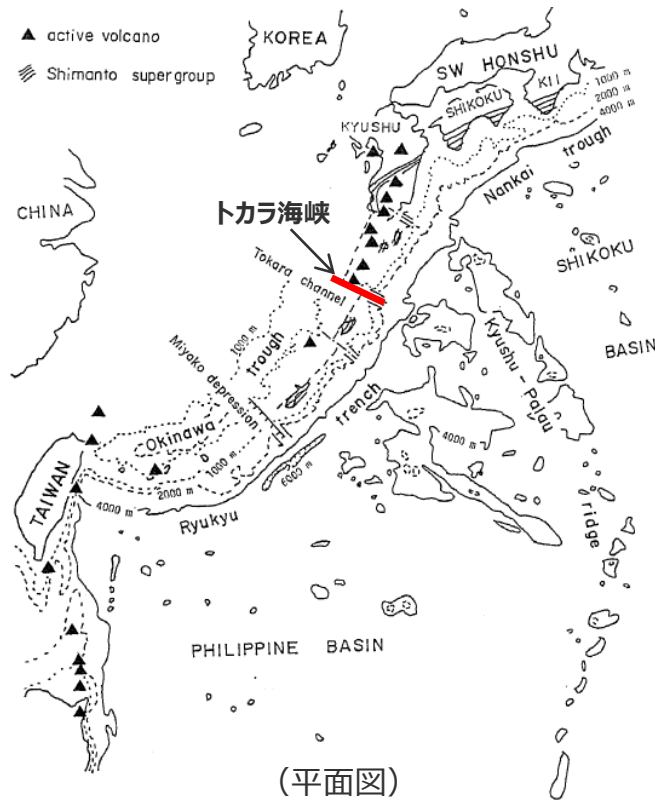 active volcano
Shimanto supergroup
KOREA
SW HONSHU
KII
SHIKOKU
KYUSHU
1000 m
2000 m
4000 m
Nankai trough
CHINA
トカラ海峡
Tokara channel
SHIKOKU
BASIN
1000 m
trough
Miyako depression
Kyushu - Palau
ridge
trench
4000 m
Okinawa
1000 m
6000 m
2000 m
4000 m
TAIWAN
Ryukyu
PHILIPPINE BASIN
(平面図)